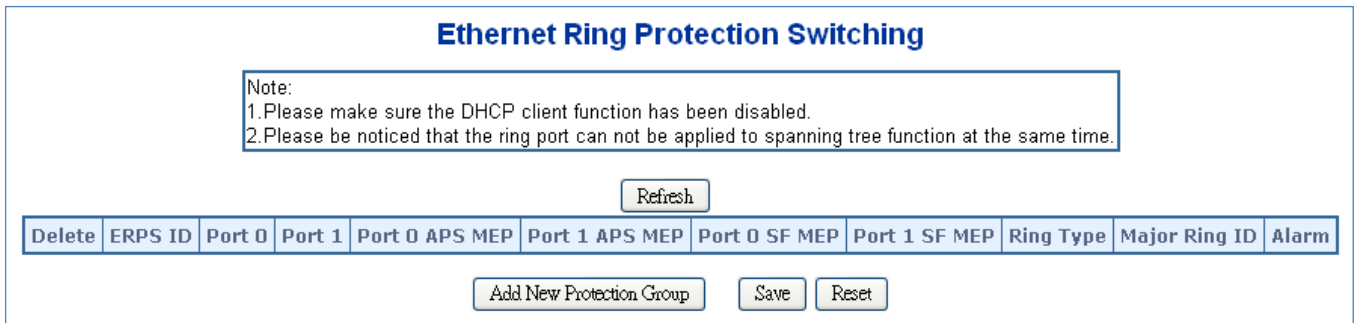 Ethernet Ring Protection Switching
Note:
1.Please make sure the DHCP client function has been disabled.
2.Please be noticed that the ring port can not be applied to spanning tree function at the same time.
Refresh
Delete ERPS ID Port 0 Port 1 Port 0 APS MEP Port 1 APS MEP Port 0 SF MEP Port 1 SF MEP Ring Type Major Ring ID Alarm
Add New Protection Group Save Reset